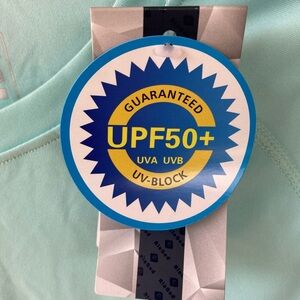 GUARANTEED
UPF50+
UVA UVB
UV-BLOCK